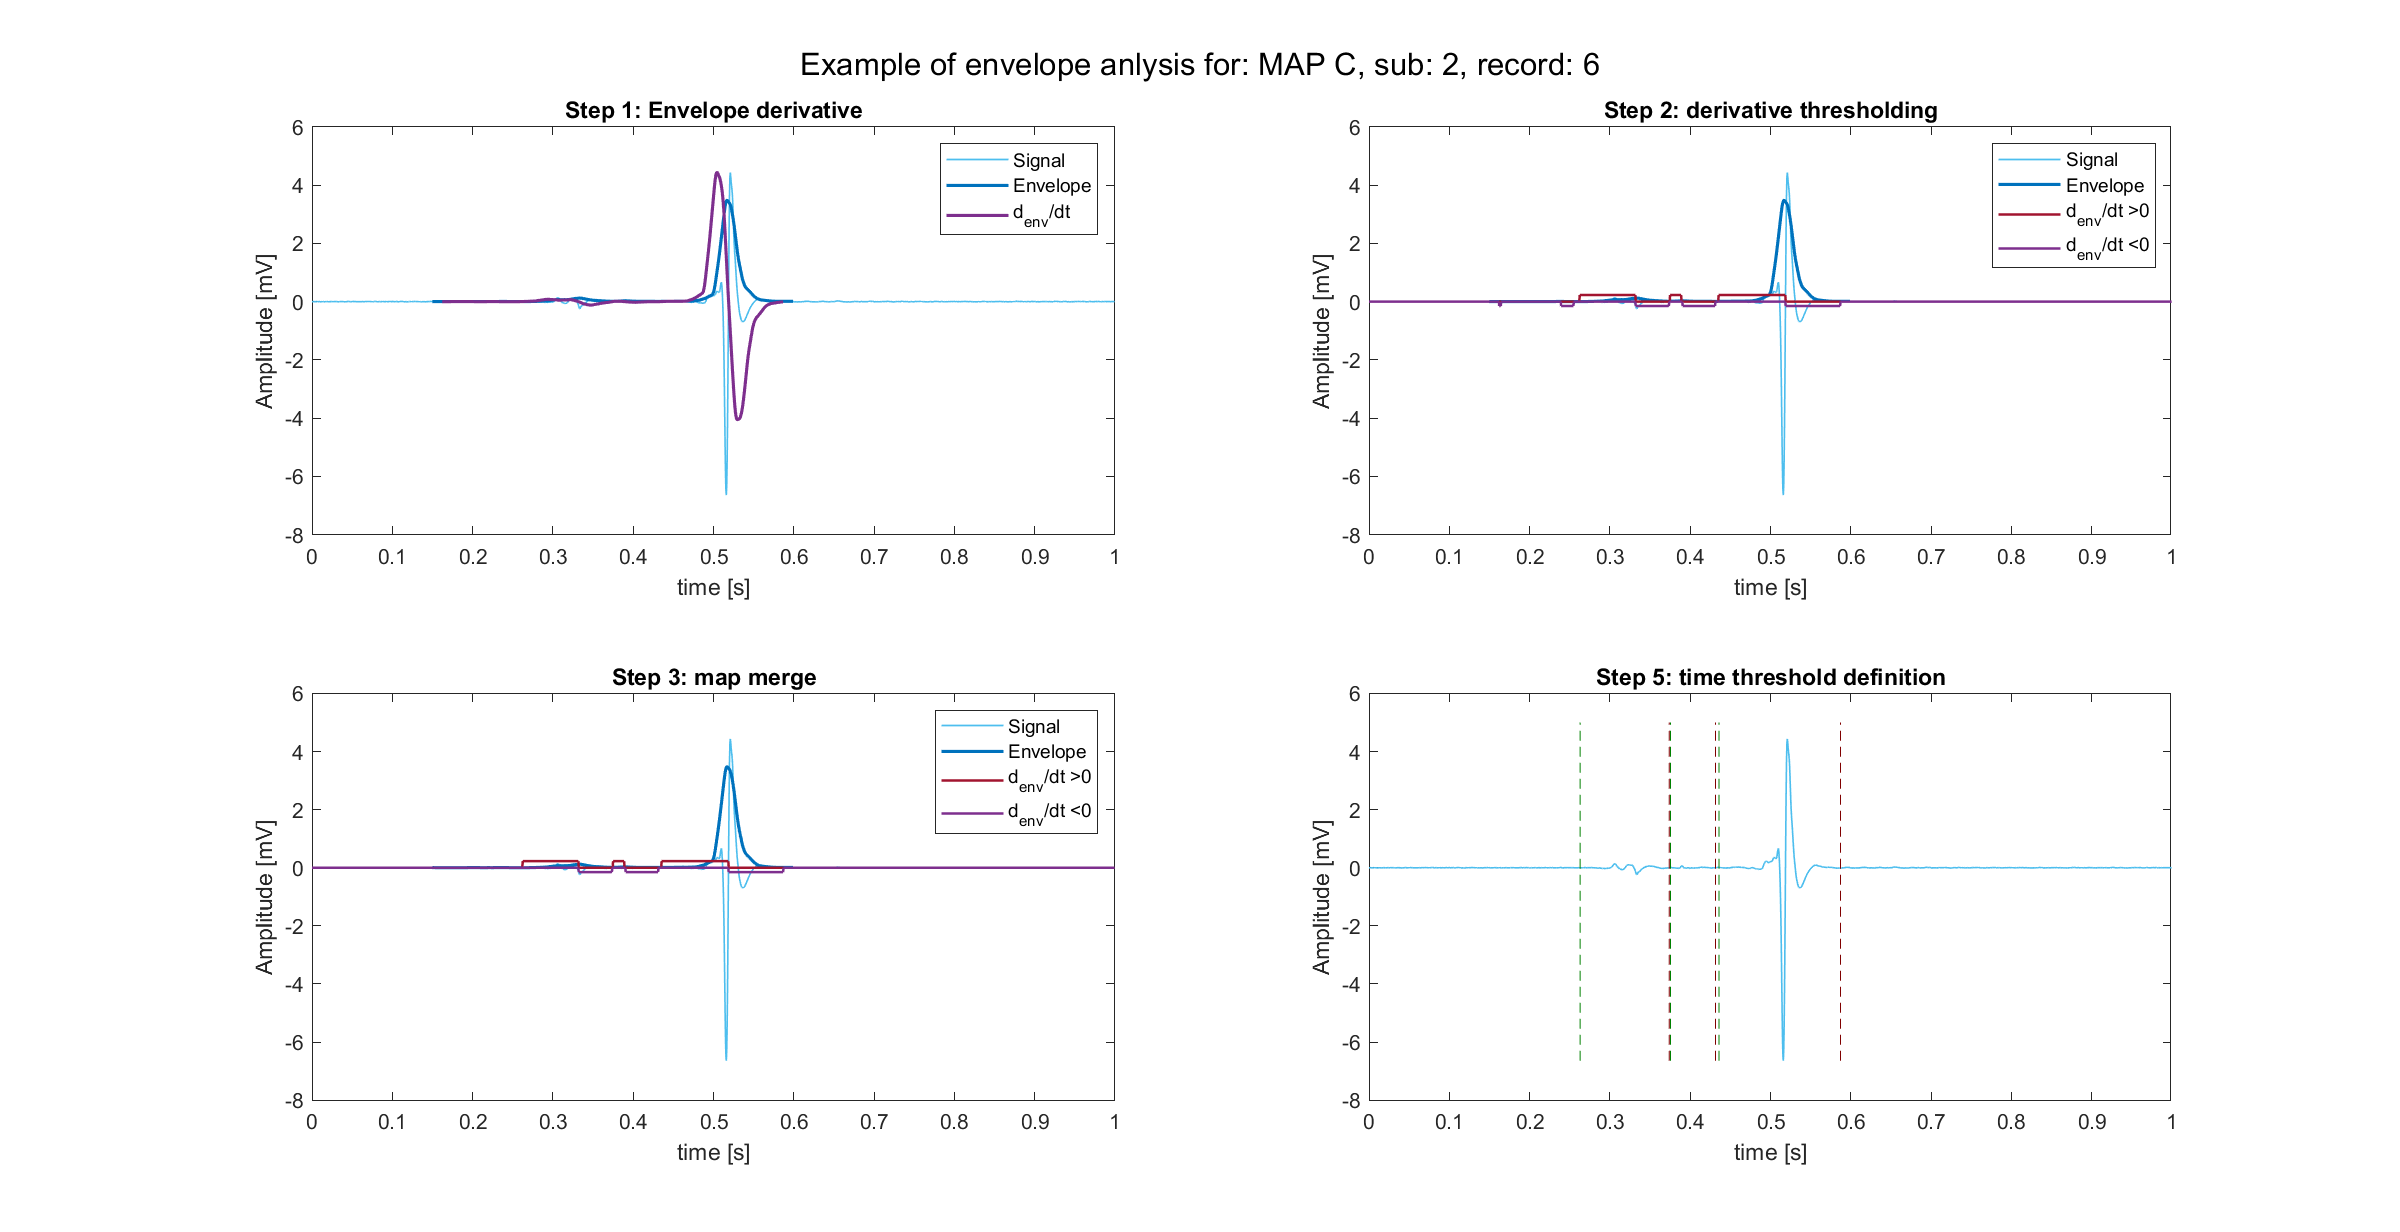 Example of envelope anlysis for: MAP C, sub: 2, record: 6
Step 1: Envelope derivative
6
4
2
0
-2
-4
-6
-8
Amplitude [mV]
0 0.1 0.2 0.3 0.4 0.5 0.6 0.7 0.8 0.9 1
time [s]
Signal
Envelope
d_env/dt
Step 2: derivative thresholding
6
4
2
0
-2
-4
-6
-8
Amplitude [mV]
0 0.1 0.2 0.3 0.4 0.5 0.6 0.7 0.8 0.9 1
time [s]
Signal
Envelope
d_env/dt >0
d_env/dt <0
Step 3: map merge
6
4
2
0
-2
-4
-6
-8
Amplitude [mV]
0 0.1 0.2 0.3 0.4 0.5 0.6 0.7 0.8 0.9 1
time [s]
Signal
Envelope
d_env/dt >0
d_env/dt <0
Step 5: time threshold definition
6
4
2
0
-2
-4
-6
-8
Amplitude [mV]
0 0.1 0.2 0.3 0.4 0.5 0.6 0.7 0.8 0.9 1
time [s]